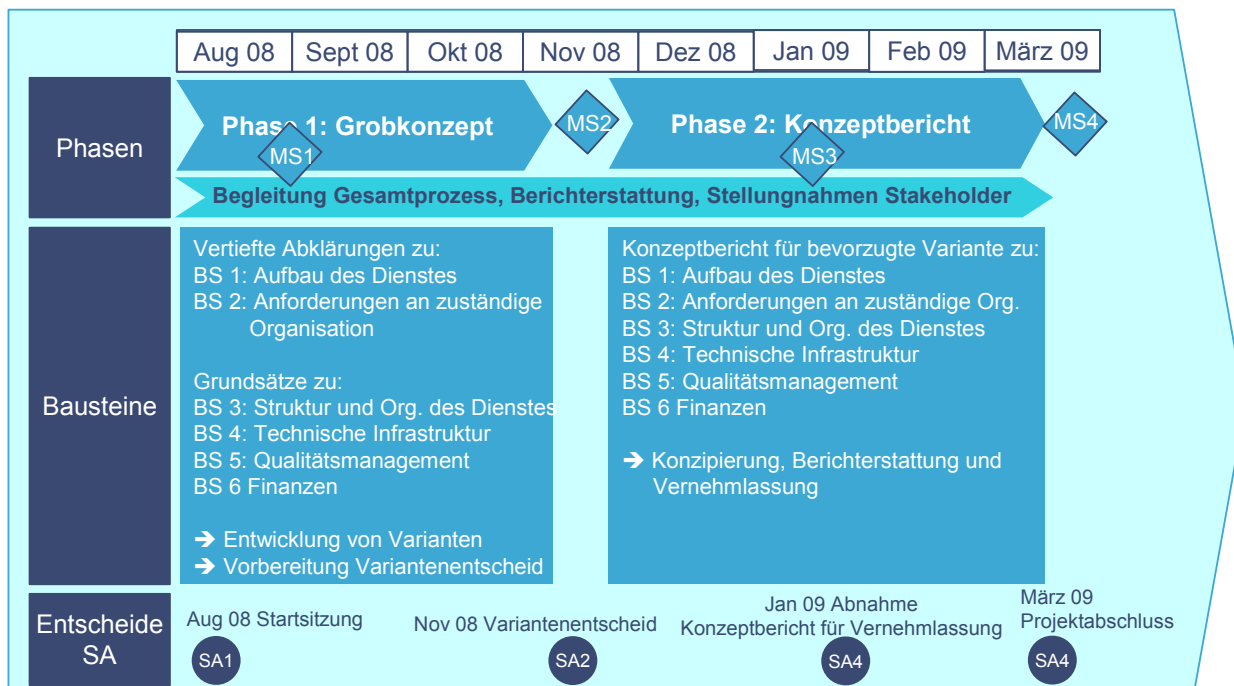 Aug 08 Sept 08 Okt 08 Nov 08 Dez 08 Jan 09 Feb 09 März 09
Phasen
Phase 1: Grobkonzept
MS1
MS2
Phase 2: Konzeptbericht
MS3
MS4
Begleitung Gesamtprozess, Berichterstattung, Stellungnahmen Stakeholder
Bausteine
Vertiefte Abklärungen zu:
BS 1: Aufbau des Dienstes
BS 2: Anforderungen an zuständige
Organisation
Grundsätze zu:
BS 3: Struktur und Org. des Dienstes
BS 4: Technische Infrastruktur
BS 5: Qualitätsmanagement
BS 6 Finanzen
➔ Entwicklung von Varianten
➔ Vorbereitung Variantenentscheid
Konzeptbericht für bevorzugte Variante zu:
BS 1: Aufbau des Dienstes
BS 2: Anforderungen an zuständige Org.
BS 3: Struktur und Org. des Dienstes
BS 4: Technische Infrastruktur
BS 5: Qualitätsmanagement
BS 6 Finanzen
➔ Konzipierung, Berichterstattung und
Vernehmlassung
Entscheide
SA
Aug 08 Startsitzung
SA1
Nov 08 Variantenentscheid
SA2
Jan 09 Abnahme
Konzeptbericht für Vernehmlassung
SA4
März 09
Projektabschluss
SA4